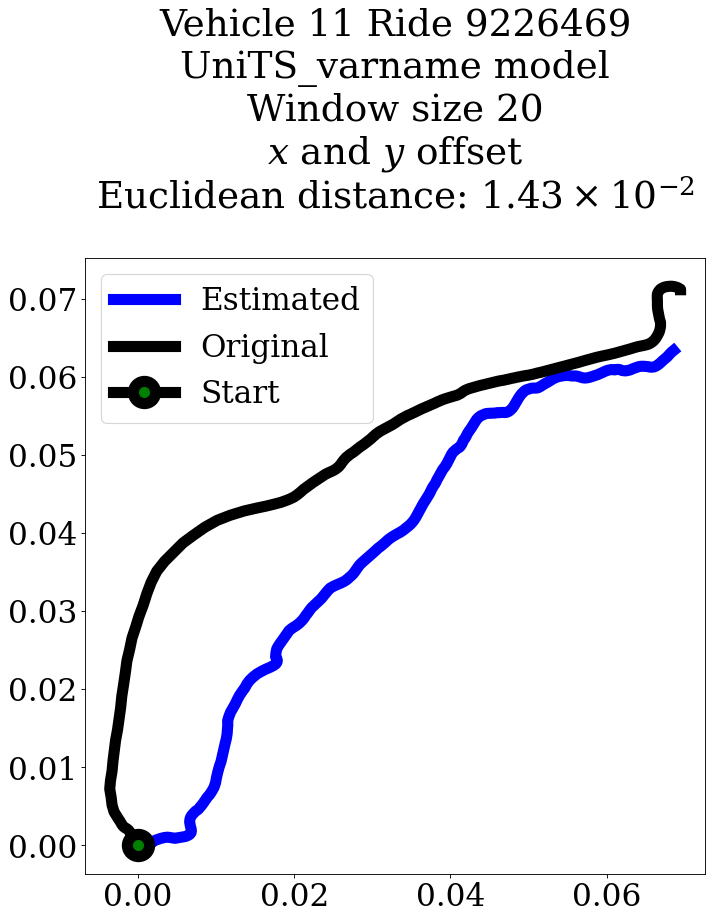 Vehicle 11 Ride 9226469
UniTS_varname model
Window size 20
x and y offset
Euclidean distance: 1.43 × 10⁻²
Estimated
Original
Start
0.07
0.06
0.05
0.04
0.03
0.02
0.01
0.00
0.00 0.02 0.04 0.06